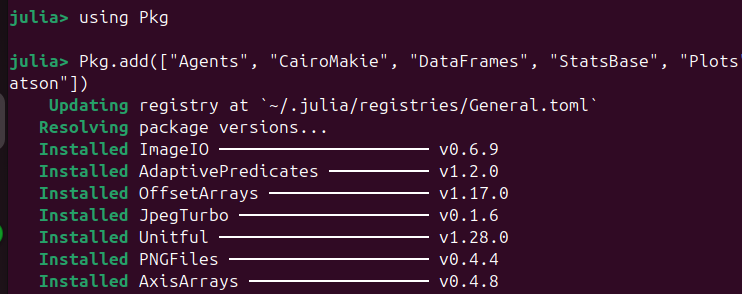 julia> using Pkg
julia> Pkg.add(["Agents", "CairoMakie", "DataFrames", "StatsBase", "Plots"
atson"])
Updating registry at `~/.julia/registries/General.toml`
Resolving package versions...
Installed ImageIO ────────────────── v0.6.9
Installed AdaptivePredicates ─────── v1.2.0
Installed OffsetArrays ───────────── v1.17.0
Installed JpegTurbo ──────────────── v0.1.6
Installed Unitful ────────────────── v1.28.0
Installed PNGFiles ───────────────── v0.4.4
Installed AxisArrays ─────────────── v0.4.8